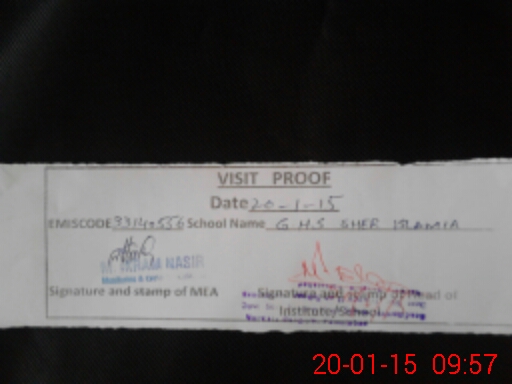 VISIT PROOF
Date 20-1-15
EMISCODE 33140556 School Name G.H.S SHER ISLAMIA
NASIR
Signature and stamp of MEA Signature and stamp of Head of
Institute/School
20-01-15 09:57